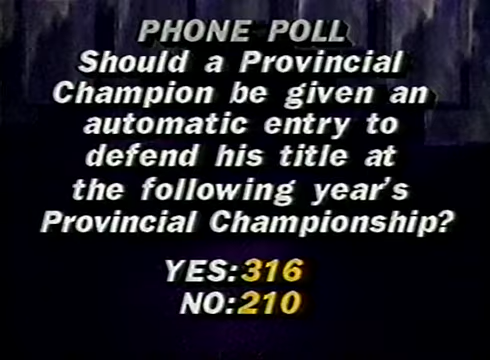 PHONE POLL
Should a Provincial
Champion be given an
automatic entry to
defend his title at
the following year's
Provincial Championship?
YES:316
NO:210